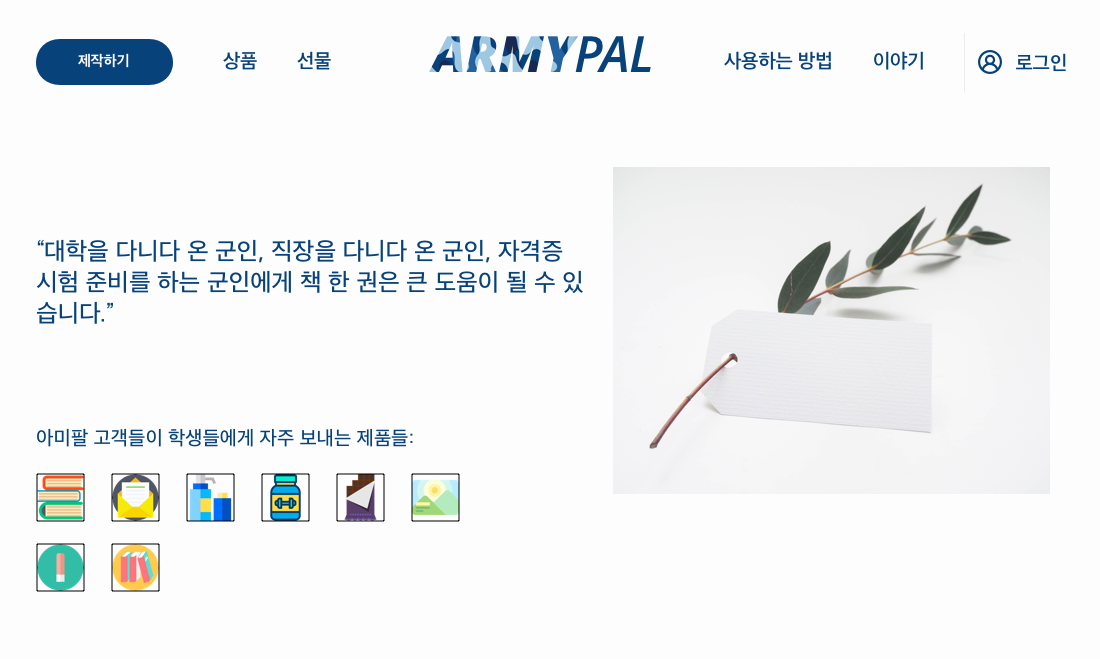 제작하기
상품
선물
ARMYPAL
사용하는 방법
이야기
로그인
“대학을 다니다 온 군인, 직장을 다니다 온 군인, 자격증
시험 준비를 하는 군인에게 책 한 권은 큰 도움이 될 수 있
습니다.”
아미팔 고객들이 학생들에게 자주 보내는 제품들: